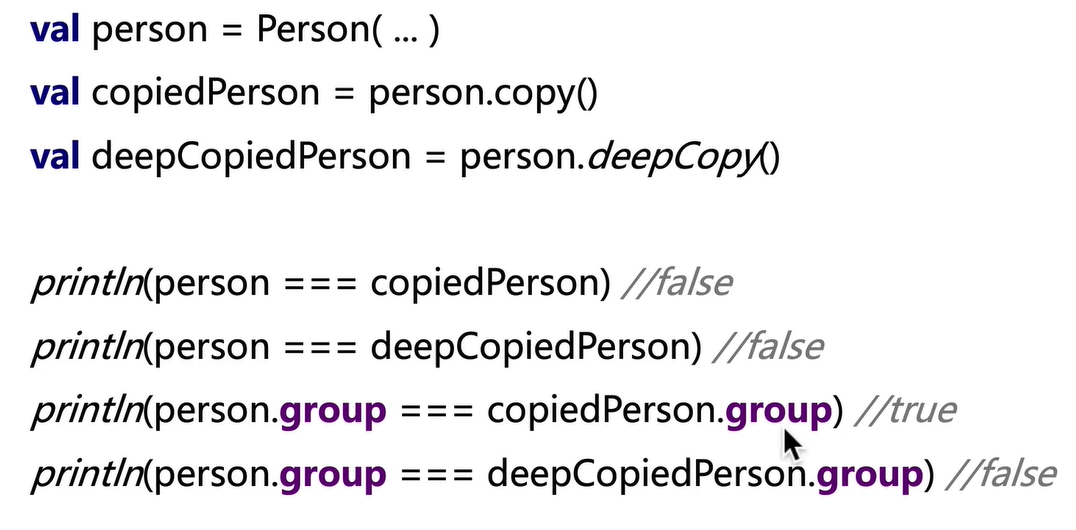 val person = Person( ... )
val copiedPerson = person.copy()
val deepCopiedPerson = person.deepCopy()
println(person === copiedPerson) //false
println(person === deepCopiedPerson) //false
println(person.group === copiedPerson.group) //true
println(person.group === deepCopiedPerson.group) //false